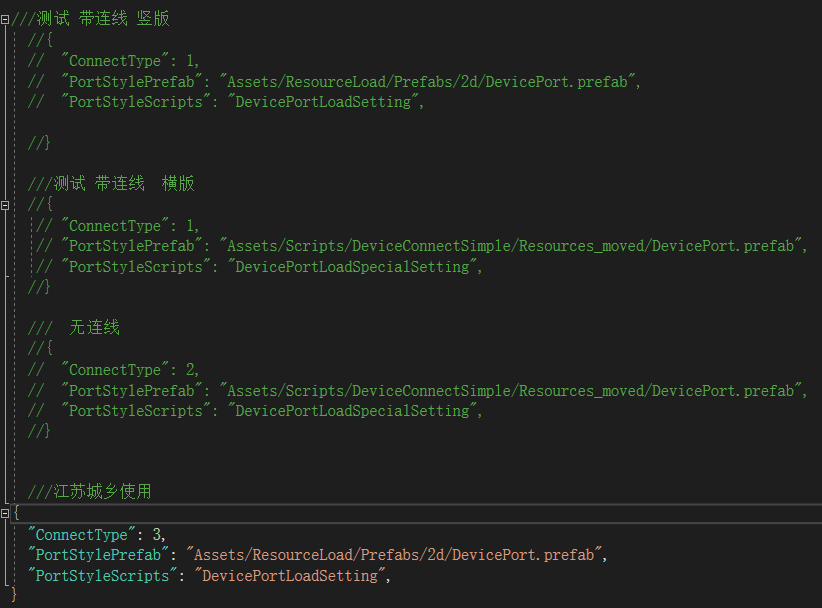 ///测试 带连线 竖版
//{
//  "ConnectType": 1,
//  "PortStylePrefab": "Assets/ResourceLoad/Prefabs/2d/DevicePort.prefab",
//  "PortStyleScripts": "DevicePortLoadSetting",
//}
///测试 带连线  横版
//{
// "ConnectType": 1,
// "PortStylePrefab": "Assets/Scripts/DeviceConnectSimple/Resources_moved/DevicePort.prefab",
// "PortStyleScripts": "DevicePortLoadSpecialSetting",
//}
///  无连线
//{
//  "ConnectType": 2,
//  "PortStylePrefab": "Assets/Scripts/DeviceConnectSimple/Resources_moved/DevicePort.prefab",
//  "PortStyleScripts": "DevicePortLoadSpecialSetting",
//}
///江苏城乡使用
{
"ConnectType": 3,
"PortStylePrefab": "Assets/ResourceLoad/Prefabs/2d/DevicePort.prefab",
"PortStyleScripts": "DevicePortLoadSetting",
}